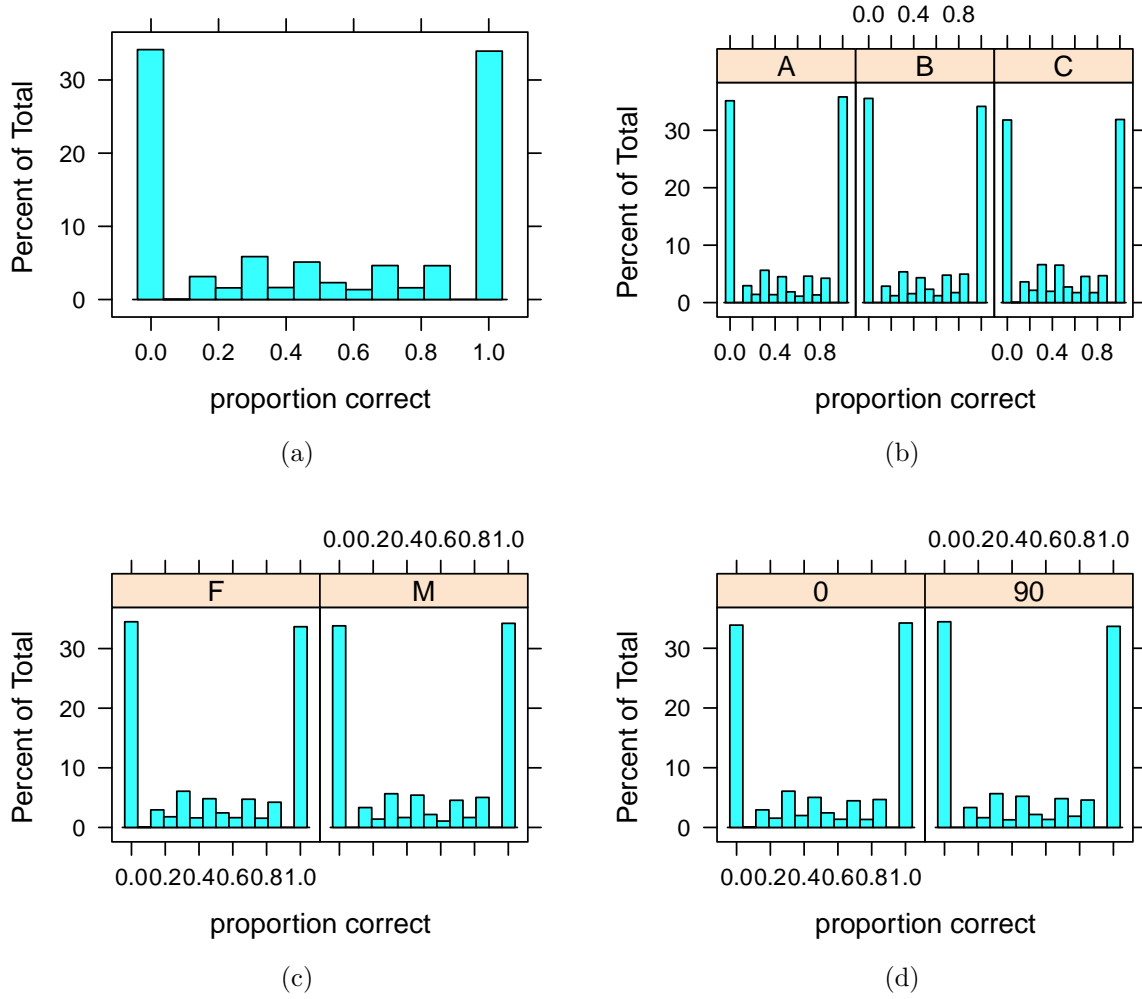 Percent of Total
0
10
20
30
0.0 0.2 0.4 0.6 0.8 1.0
proportion correct
(a)
0.0 0.4 0.8
A B C
Percent of Total
0
10
20
30
0.0 0.4 0.8 0.0 0.4 0.8
proportion correct
(b)
0.00.20.40.60.81.0
F M
Percent of Total
0
10
20
30
0.00.20.40.60.81.0
proportion correct
(c)
0.00.20.40.60.81.0
0 90
Percent of Total
0
10
20
30
0.00.20.40.60.81.0
proportion correct
(d)